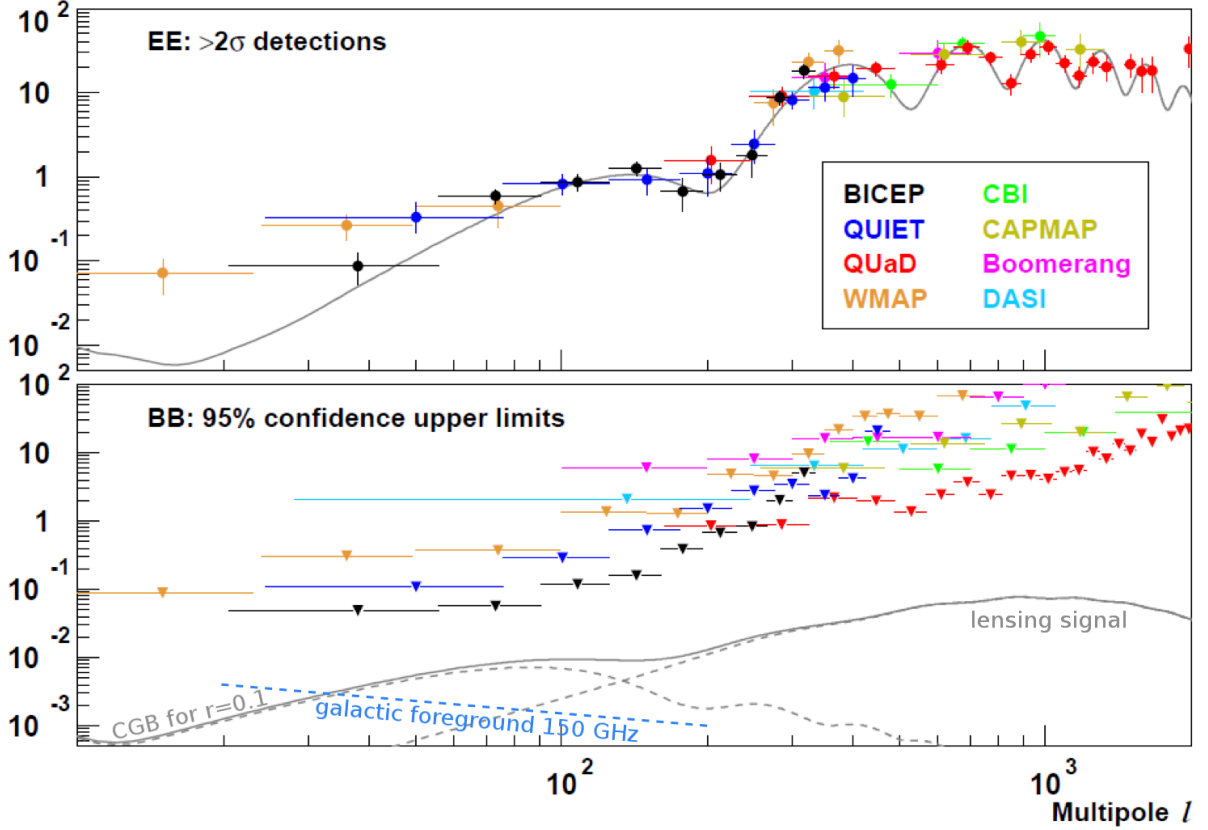 10 2
EE: >2σ detections
10
1
-1
10
-2
10
BICEP CBI
QUIET CAPMAP
QUaD Boomerang
WMAP DASI
10 2
BB: 95% confidence upper limits
10
1
-1
10
-2
10
-3
10
lensing signal
CGB for r=0.1
galactic foreground 150 GHz
10 2 10 3
Multipole l